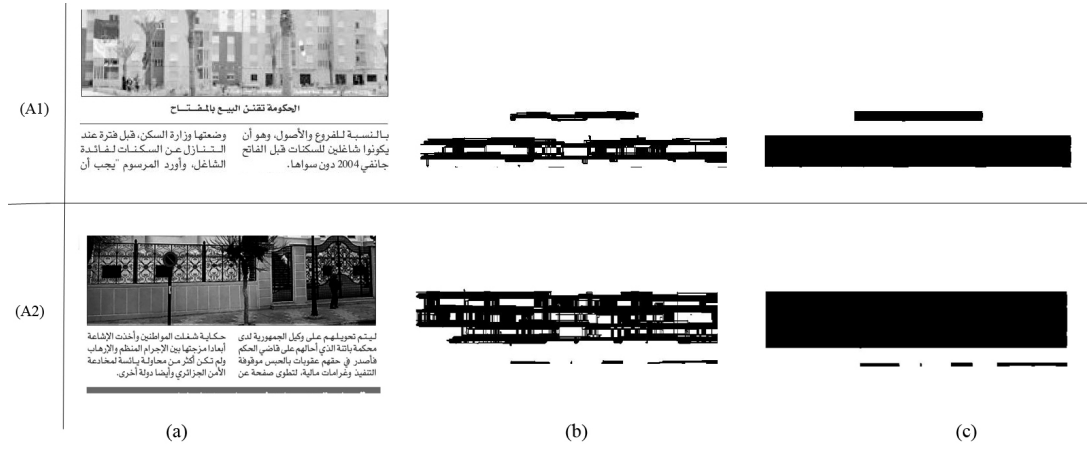 (A1)
الحكومة تقنن البيع بالمفتاح
بالنسبة للفروع والأصول، وهو أن
يكونوا شاغلين للسكنات قبل الفاتح
جانفي 2004 دون سواها.
وضعتها وزارة السكن، قبل فترة عند
التنازل عن السكنات لفائدة
الشاغل، وأورد المرسوم "يجب أن
(A2)
ليتم تحويلهم على وكيل الجمهورية لدى
محكمة باتنة الذي أحالهم على قاضي الحكم
فأصدر في حقهم عقوبات بالحبس موقوفة
التنفيذ وغرامات مالية، لتطوى صفحة عن
حكاية شغلت المواطنين وأخذت الإشاعة
أبعادا مزجتها بين الإجرام المنظم والإرهاب
ولم تكن أكثر من محاولة يائسة لمخادعة
الأمن الجزائري وأيضا دولة أخرى.
(a)
(b)
(c)